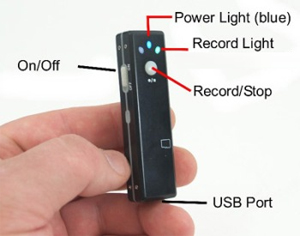 Power Light (blue)
Record Light
On/Off
Record/Stop
USB Port